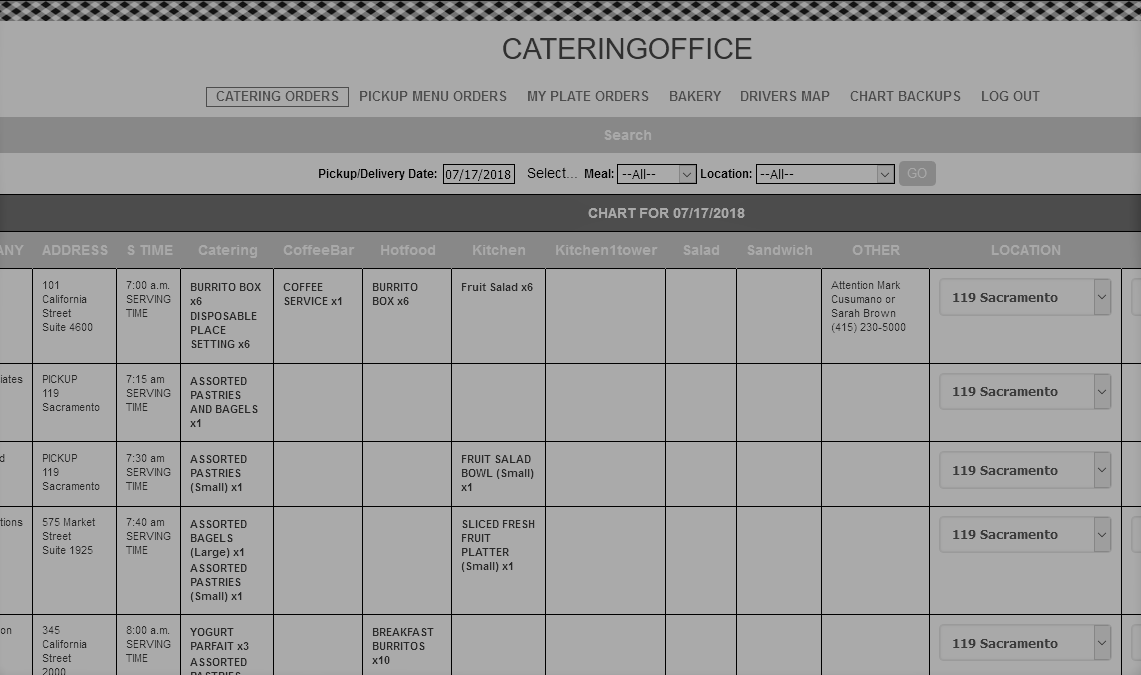 CATERINGOFFICE
CATERING ORDERS PICKUP MENU ORDERS MY PLATE ORDERS BAKERY DRIVERS MAP CHART BACKUPS LOG OUT
Search
Pickup/Delivery Date: 07/17/2018 Select... Meal: --All-- Location: --All-- GO
CHART FOR 07/17/2018
ANY ADDRESS S TIME Catering CoffeeBar Hotfood Kitchen Kitchen1tower Salad Sandwich OTHER LOCATION
101
California
Street
Suite 4600
7:00 a.m.
SERVING
TIME
BURRITO BOX
x6
DISPOSABLE
PLACE
SETTING x6
COFFEE
SERVICE x1
BURRITO
BOX x6
Fruit Salad x6
Attention Mark
Cusumano or
Sarah Brown
(415) 230-5000
119 Sacramento
iates
PICKUP
119
Sacramento
7:15 am
SERVING
TIME
ASSORTED
PASTRIES
AND BAGELS
x1
119 Sacramento
d
PICKUP
119
Sacramento
7:30 am
SERVING
TIME
ASSORTED
PASTRIES
(Small) x1
FRUIT SALAD
BOWL (Small)
x1
119 Sacramento
tions
575 Market
Street
Suite 1925
7:40 am
SERVING
TIME
ASSORTED
BAGELS
(Large) x1
ASSORTED
PASTRIES
(Small) x1
SLICED FRESH
FRUIT
PLATTER
(Small) x1
119 Sacramento
on
345
California
Street
2000
8:00 a.m.
SERVING
TIME
YOGURT
PARFAIT x3
ASSORTED
PASTRIES
BREAKFAST
BURRITOS
x10
119 Sacramento